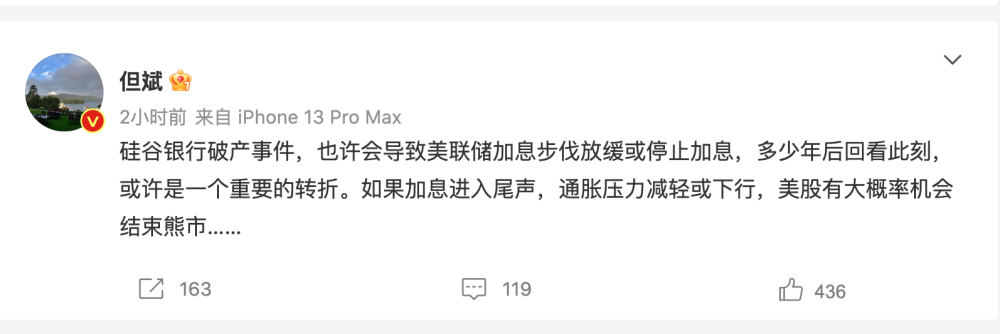 但斌
2小时前 来自 iPhone 13 Pro Max
硅谷银行破产事件，也许会导致美联储加息步伐放缓或停止加息，多少年后回看此刻，
或许是一个重要的转折。如果加息进入尾声，通胀压力减轻或下行，美股有大概率机会
结束熊市......
163 119 436